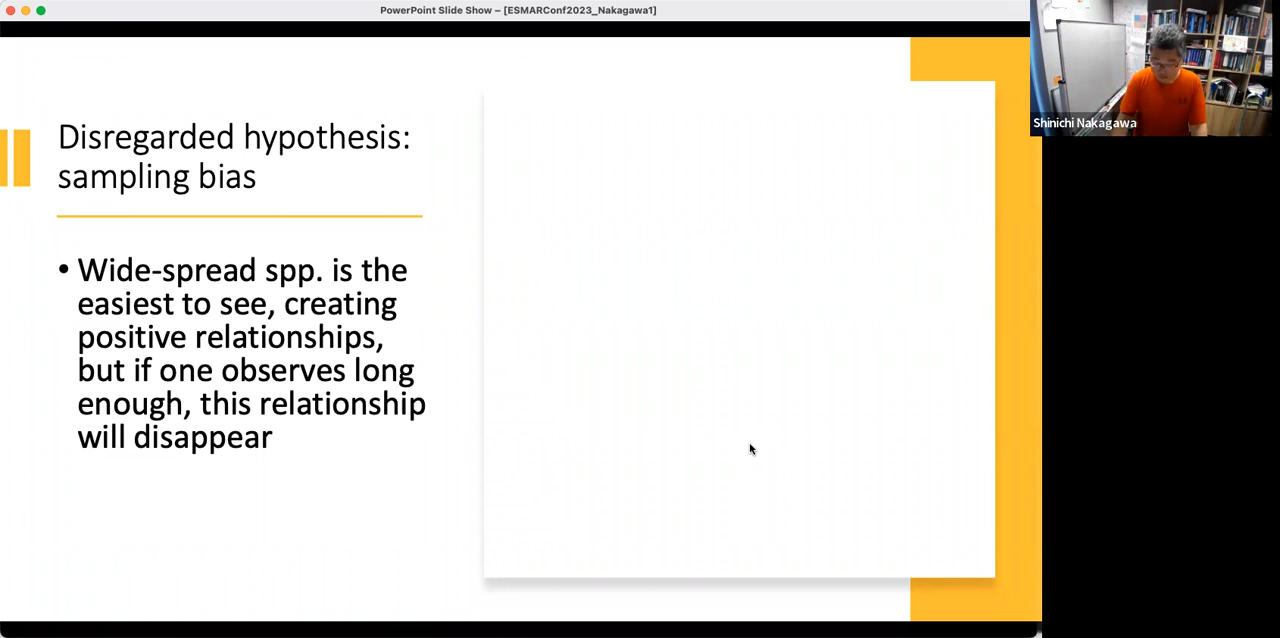 PowerPoint Slide Show – [ESMARConf2023_Nakagawa1]
Disregarded hypothesis:
sampling bias
• Wide-spread spp. is the
easiest to see, creating
positive relationships,
but if one observes long
enough, this relationship
will disappear
Shinichi Nakagawa